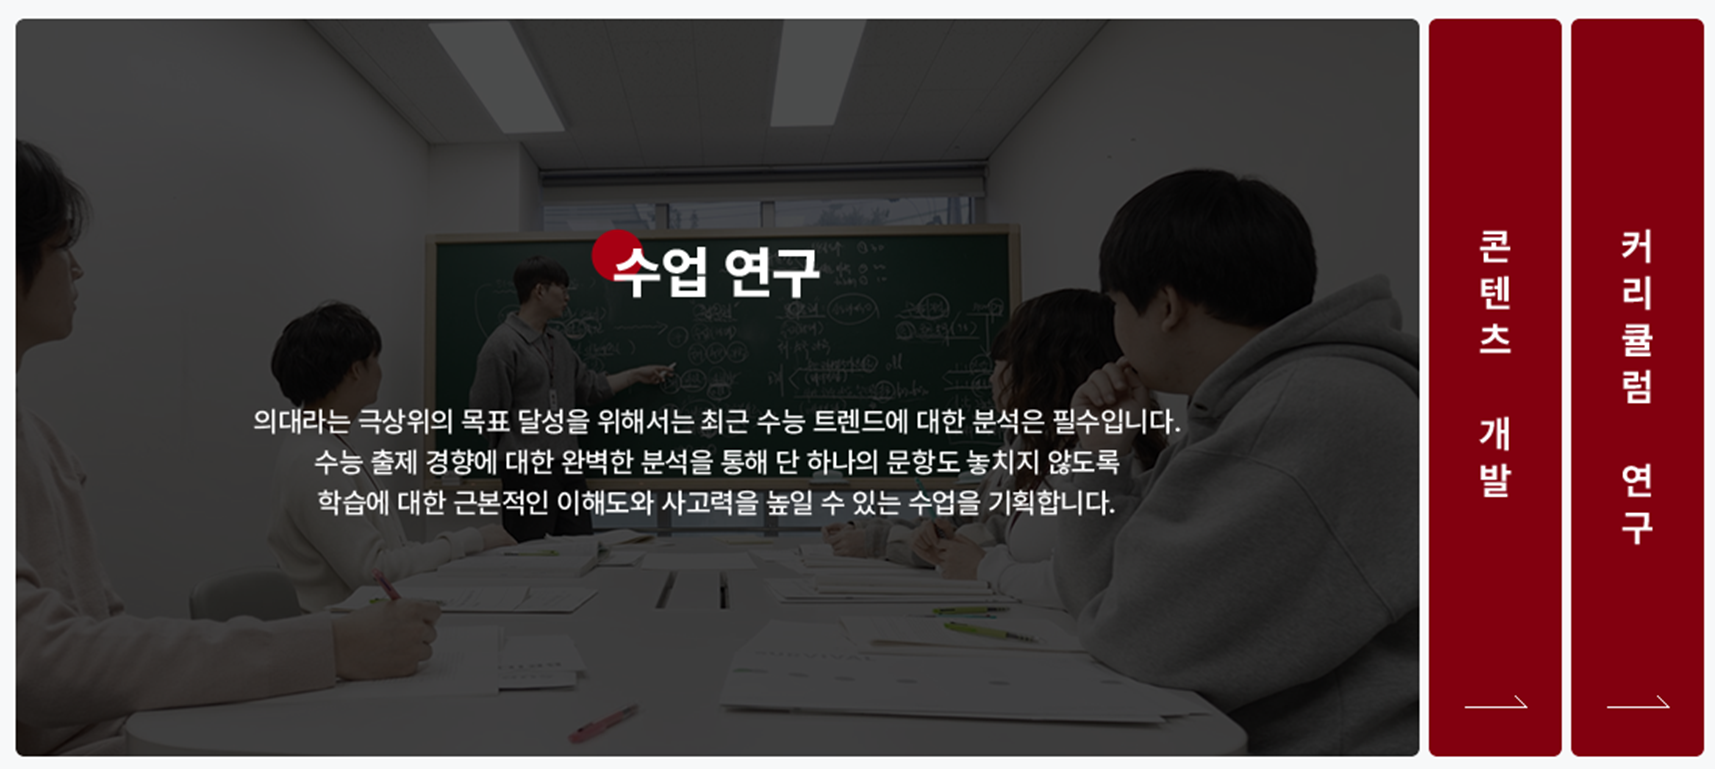 수업 연구
의대라는 극상위의 목표 달성을 위해서는 최근 수능 트렌드에 대한 분석은 필수입니다.
수능 출제 경향에 대한 완벽한 분석을 통해 단 하나의 문항도 놓치지 않도록
학습에 대한 근본적인 이해도와 사고력을 높일 수 있는 수업을 기획합니다.
콘텐츠 개발
커리큘럼 연구